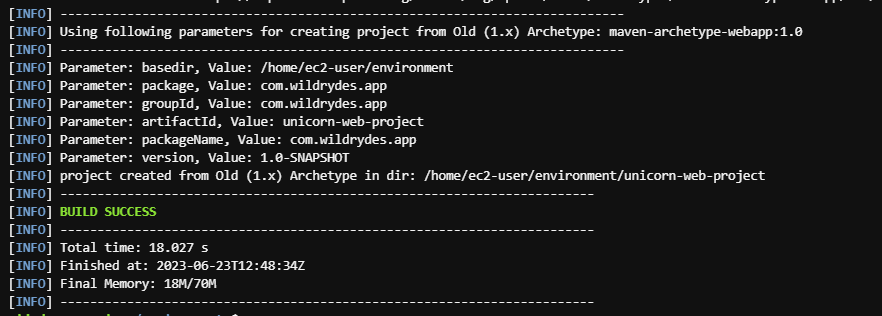 [INFO] ----------------------------------------------------------------------------
[INFO] Using following parameters for creating project from Old (1.x) Archetype: maven-archetype-webapp:1.0
[INFO] ----------------------------------------------------------------------------
[INFO] Parameter: basedir, Value: /home/ec2-user/environment
[INFO] Parameter: package, Value: com.wildrydes.app
[INFO] Parameter: groupId, Value: com.wildrydes.app
[INFO] Parameter: artifactId, Value: unicorn-web-project
[INFO] Parameter: packageName, Value: com.wildrydes.app
[INFO] Parameter: version, Value: 1.0-SNAPSHOT
[INFO] project created from Old (1.x) Archetype in dir: /home/ec2-user/environment/unicorn-web-project
[INFO] ------------------------------------------------------------------------
[INFO] BUILD SUCCESS
[INFO] ------------------------------------------------------------------------
[INFO] Total time: 18.027 s
[INFO] Finished at: 2023-06-23T12:48:34Z
[INFO] Final Memory: 18M/70M
[INFO] ------------------------------------------------------------------------